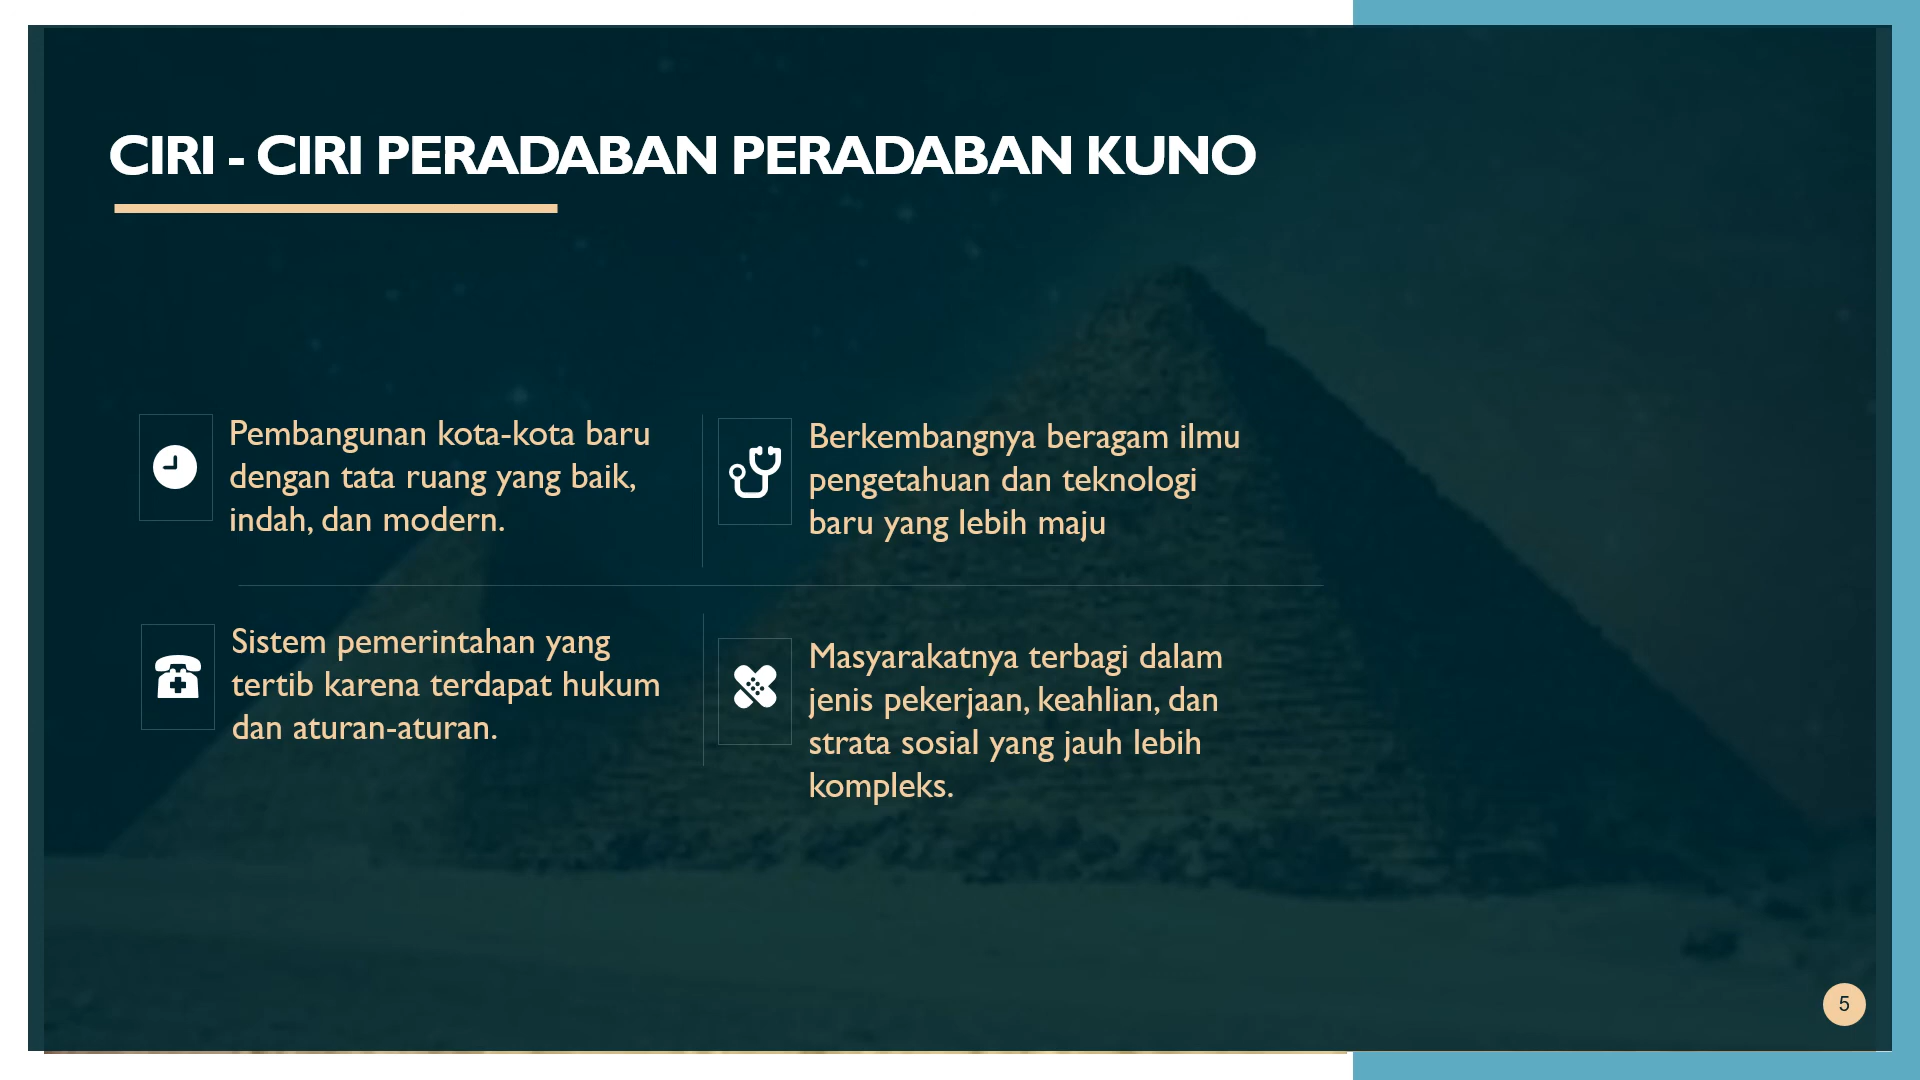 CIRI - CIRI PERADABAN PERADABAN KUNO
Pembangunan kota-kota baru
dengan tata ruang yang baik,
indah, dan modern.
Berkembangnya beragam ilmu
pengetahuan dan teknologi
baru yang lebih maju
Sistem pemerintahan yang
tertib karena terdapat hukum
dan aturan-aturan.
Masyarakatnya terbagi dalam
jenis pekerjaan, keahlian, dan
strata sosial yang jauh lebih
kompleks.
5